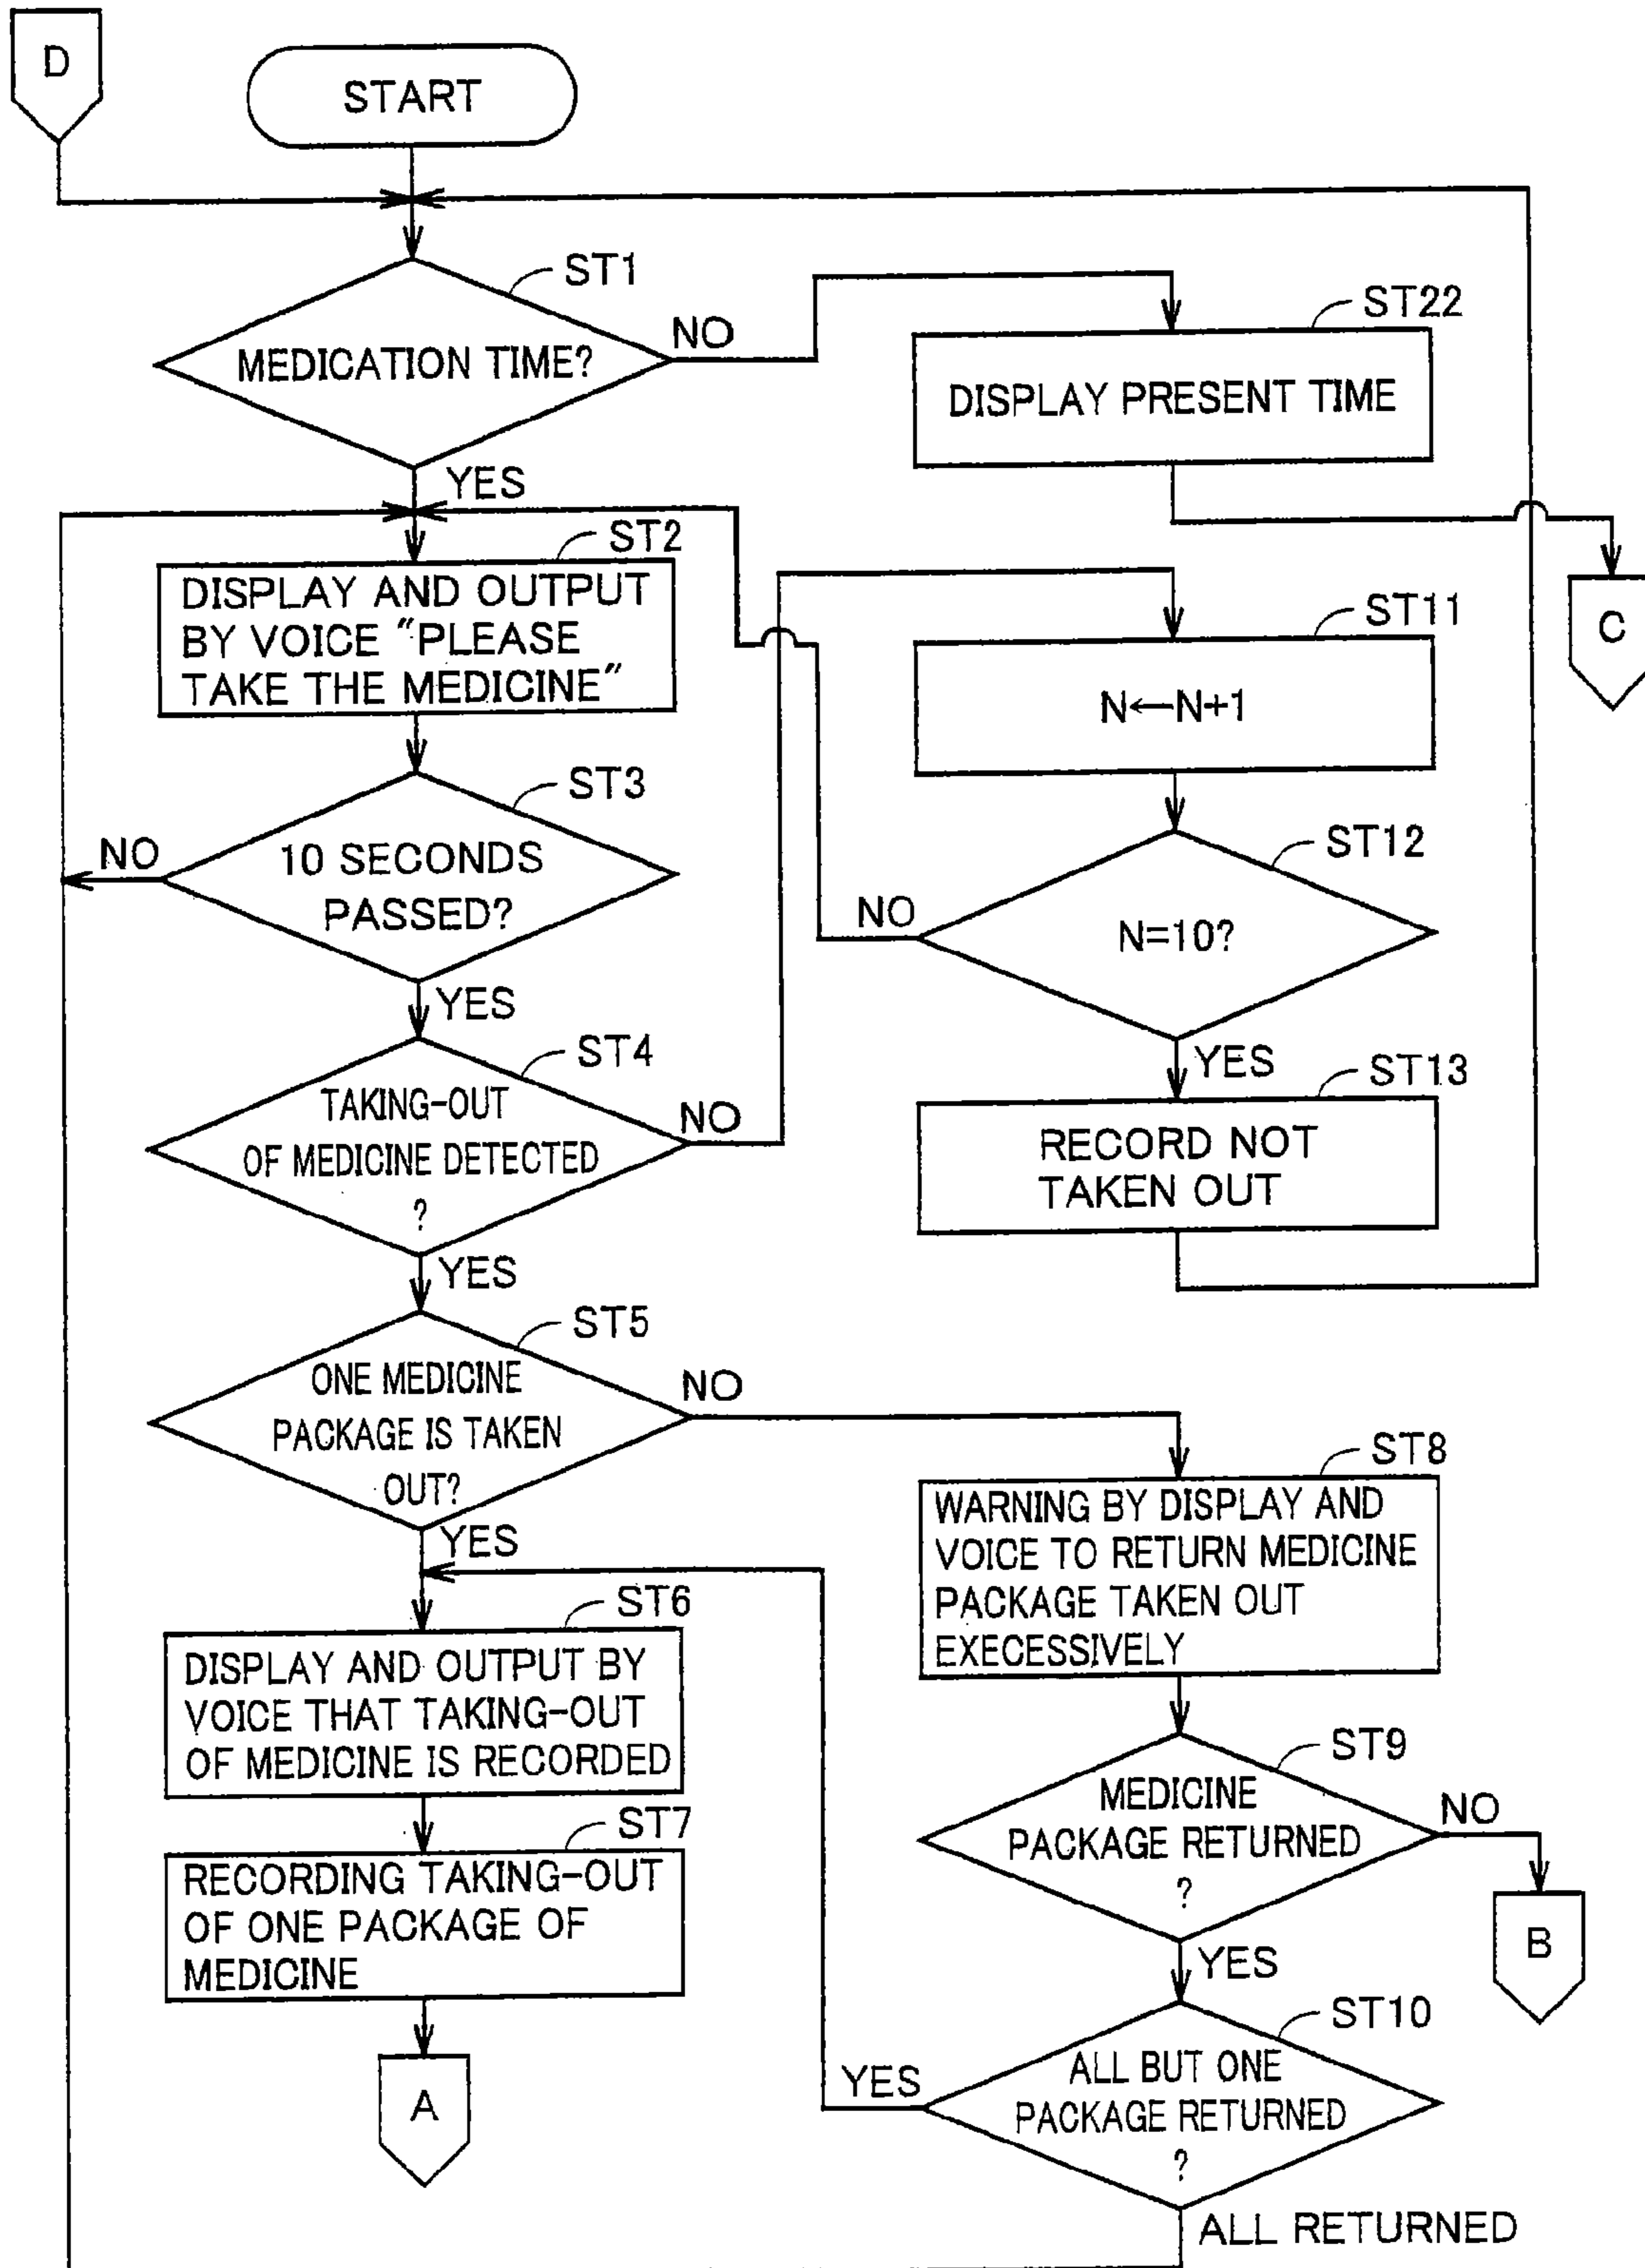 D
START
ST1
MEDICATION TIME?
NO
YES
ST22
DISPLAY PRESENT TIME
C
ST2
DISPLAY AND OUTPUT
BY VOICE "PLEASE
TAKE THE MEDICINE"
ST3
10 SECONDS
PASSED?
NO
YES
ST11
N←N+1
ST12
N=10?
NO
YES
ST13
RECORD NOT
TAKEN OUT
ST4
TAKING-OUT
OF MEDICINE DETECTED
?
NO
YES
ST5
ONE MEDICINE
PACKAGE IS TAKEN
OUT?
NO
YES
ST8
WARNING BY DISPLAY AND
VOICE TO RETURN MEDICINE
PACKAGE TAKEN OUT
EXECESSIVELY
ST6
DISPLAY AND OUTPUT BY
VOICE THAT TAKING-OUT
OF MEDICINE IS RECORDED
ST7
RECORDING TAKING-OUT
OF ONE PACKAGE OF
MEDICINE
A
ST9
MEDICINE
PACKAGE RETURNED
?
NO
B
YES
ST10
ALL BUT ONE
PACKAGE RETURNED
?
YES
ALL RETURNED